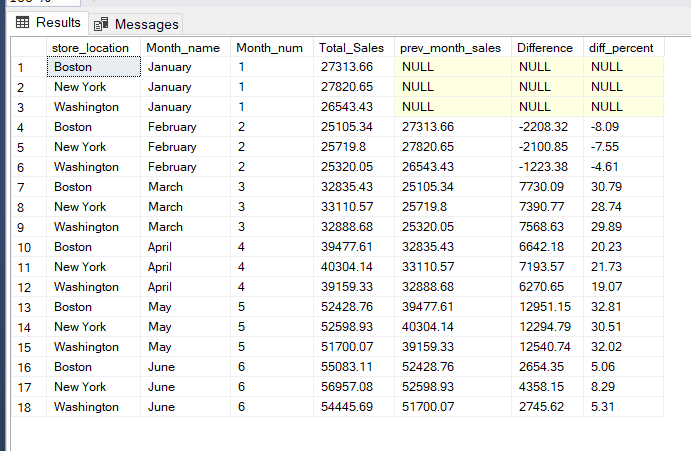 Results Messages
store_location Month_name Month_num Total_Sales prev_month_sales Difference diff_percent
1 Boston January 1 27313.66 NULL NULL NULL
2 New York January 1 27820.65 NULL NULL NULL
3 Washington January 1 26543.43 NULL NULL NULL
4 Boston February 2 25105.34 27313.66 -2208.32 -8.09
5 New York February 2 25719.8 27820.65 -2100.85 -7.55
6 Washington February 2 25320.05 26543.43 -1223.38 -4.61
7 Boston March 3 32835.43 25105.34 7730.09 30.79
8 New York March 3 33110.57 25719.8 7390.77 28.74
9 Washington March 3 32888.68 25320.05 7568.63 29.89
10 Boston April 4 39477.61 32835.43 6642.18 20.23
11 New York April 4 40304.14 33110.57 7193.57 21.73
12 Washington April 4 39159.33 32888.68 6270.65 19.07
13 Boston May 5 52428.76 39477.61 12951.15 32.81
14 New York May 5 52598.93 40304.14 12294.79 30.51
15 Washington May 5 51700.07 39159.33 12540.74 32.02
16 Boston June 6 55083.11 52428.76 2654.35 5.06
17 New York June 6 56957.08 52598.93 4358.15 8.29
18 Washington June 6 54445.69 51700.07 2745.62 5.31